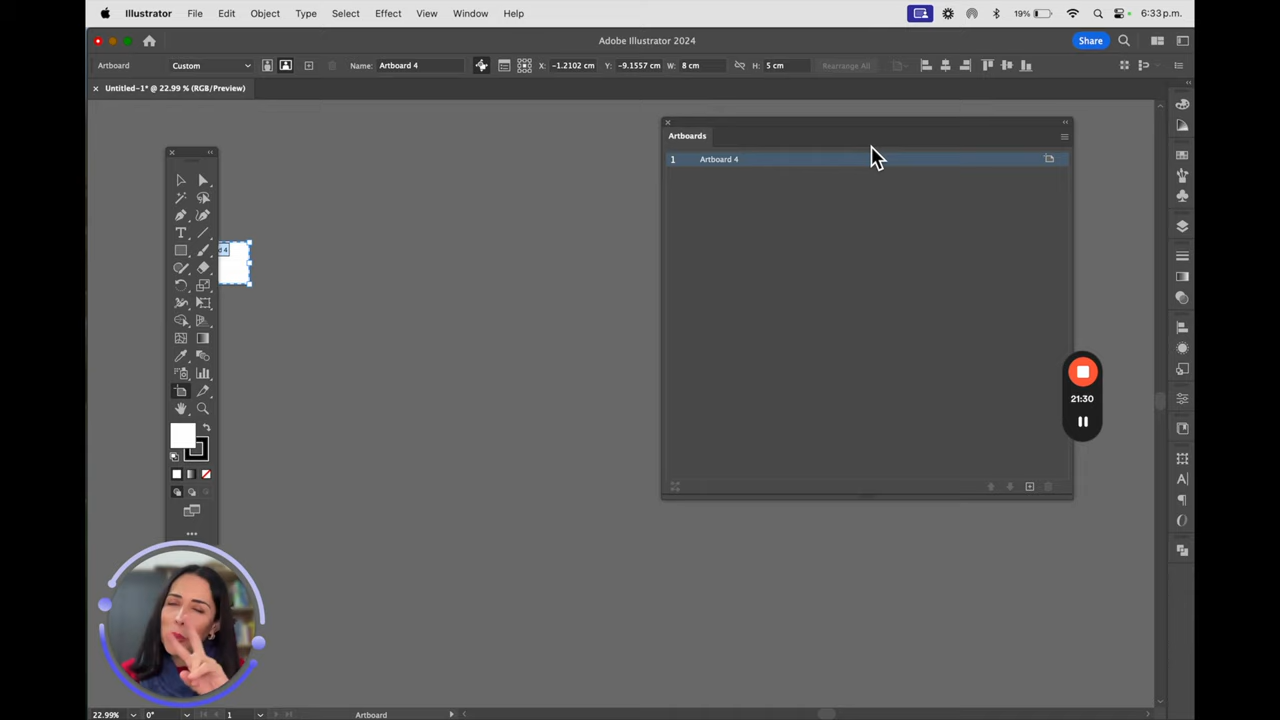 Illustrator File Edit Object Type Select Effect View Window Help 19% 6:33 p.m.
Adobe Illustrator 2024 Share
Artboard Custom Name: Artboard 4 X: -1.2102 cm Y: -9.1557 cm W: 8 cm H: 5 cm Rearrange All
Untitled-1* @ 22.99 % (RGB/Preview)
Artboards
1 Artboard 4
d 4
21:30
22.99% 0° 1 Artboard